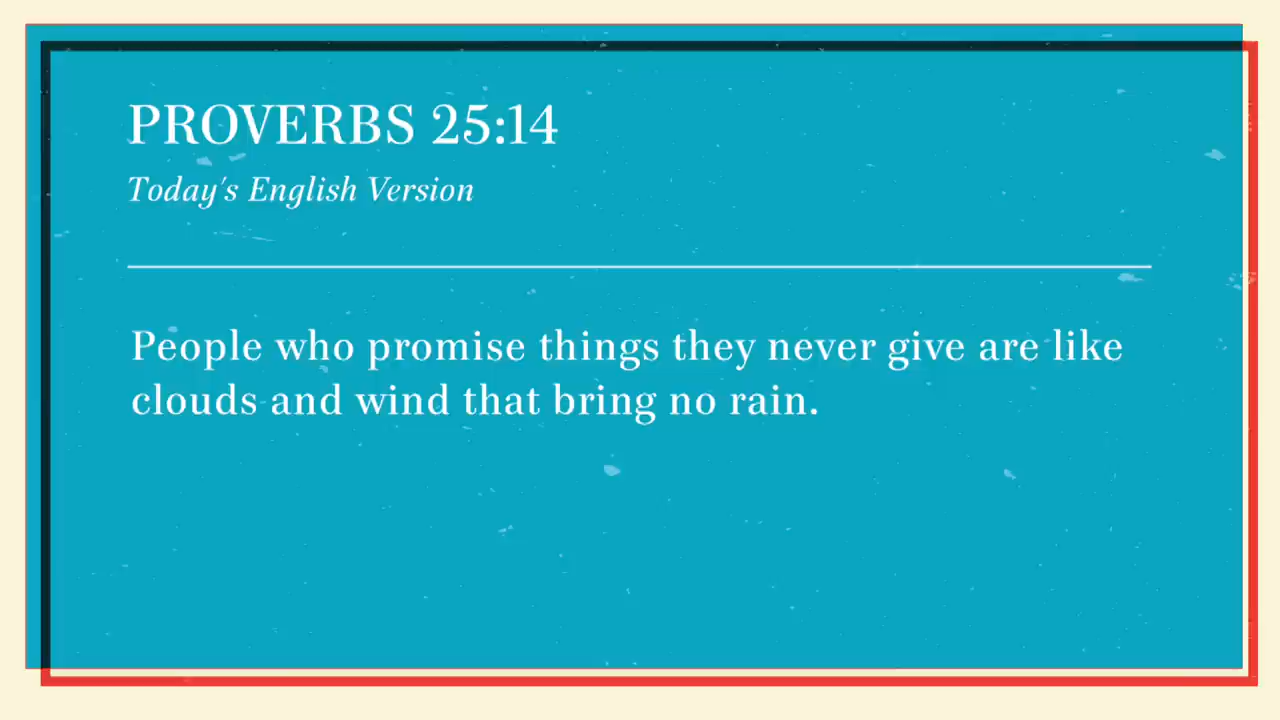 PROVERBS 25:14
Today's English Version
People who promise things they never give are like
clouds and wind that bring no rain.